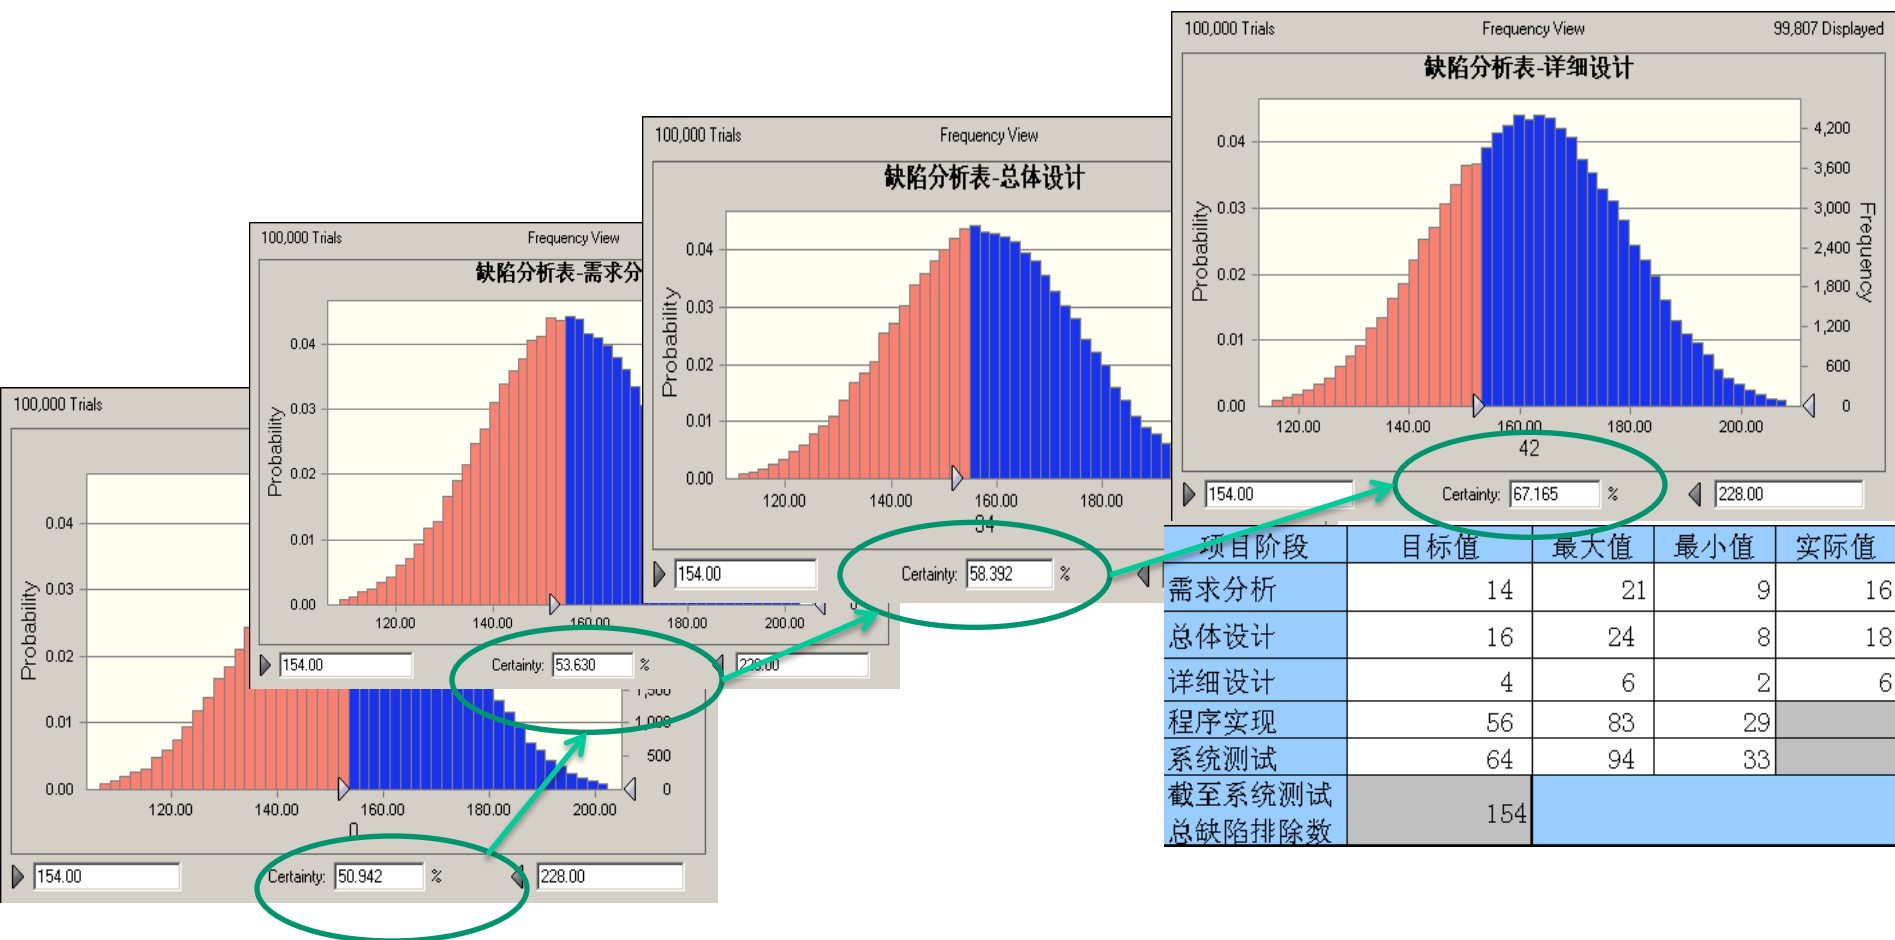 100,000 Trials
Frequency View
99,807 Displayed
缺陷分析表-详细设计
Probability
0.04
0.03
0.02
0.01
0.00
4,200
3,600
3,000
2,400
1,800
1,200
600
0
Frequency
120.00
140.00
160.00
180.00
200.00
42
154.00
Certainty:
67.165
%
228.00
100,000 Trials
Frequency View
缺陷分析表-总体设计
Probability
0.04
0.03
0.02
0.01
0.00
120.00
140.00
160.00
180.00
154.00
Certainty:
58.392
%
100,000 Trials
Frequency View
缺陷分析表-需求分
Probability
0.04
0.03
0.02
0.01
0.00
120.00
140.00
160.00
180.00
200.00
154.00
Certainty:
53.630
%
228.00
100,000 Trials
Probability
0.04
0.03
0.02
0.01
0.00
1,500
1,000
500
0
120.00
140.00
160.00
180.00
200.00
0
154.00
Certainty:
50.942
%
228.00
项目阶段 目标值 最大值 最小值 实际值
需求分析 14 21 9 16
总体设计 16 24 8 18
详细设计 4 6 2 6
程序实现 56 83 29
系统测试 64 94 33
截至系统测试
总缺陷排除数 154